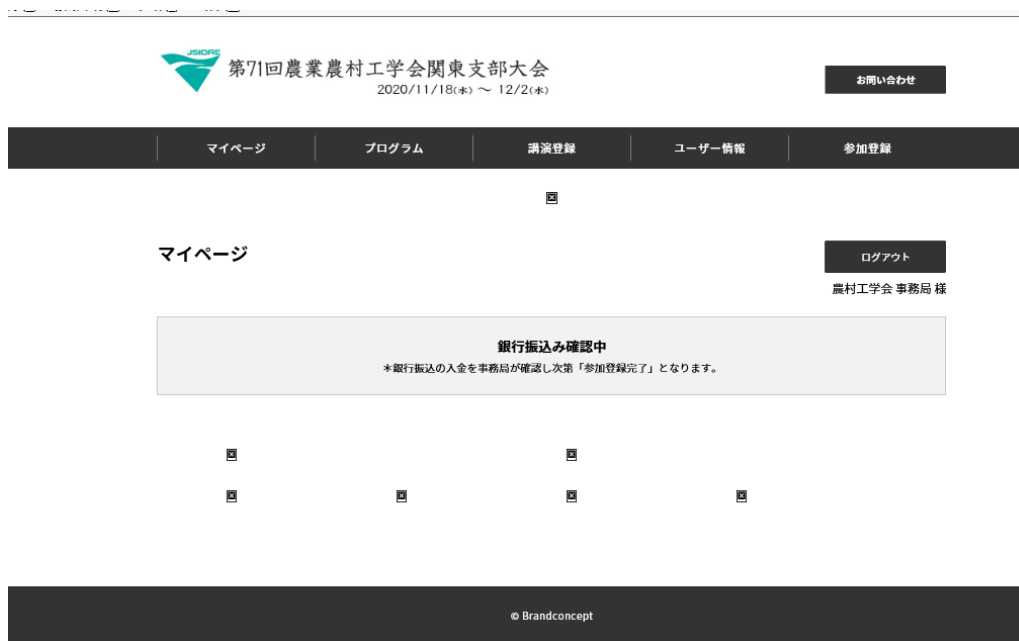 JSIDRE
第71回農業農村工学会関東支部大会
2020/11/18(水) ～ 12/2(水)
お問い合わせ
マイページ
プログラム
講演登録
ユーザー情報
参加登録
マイページ
ログアウト
農村工学会 事務局 様
銀行振込み確認中
＊銀行振込の入金を事務局が確認し次第「参加登録完了」となります。
© Brandconcept